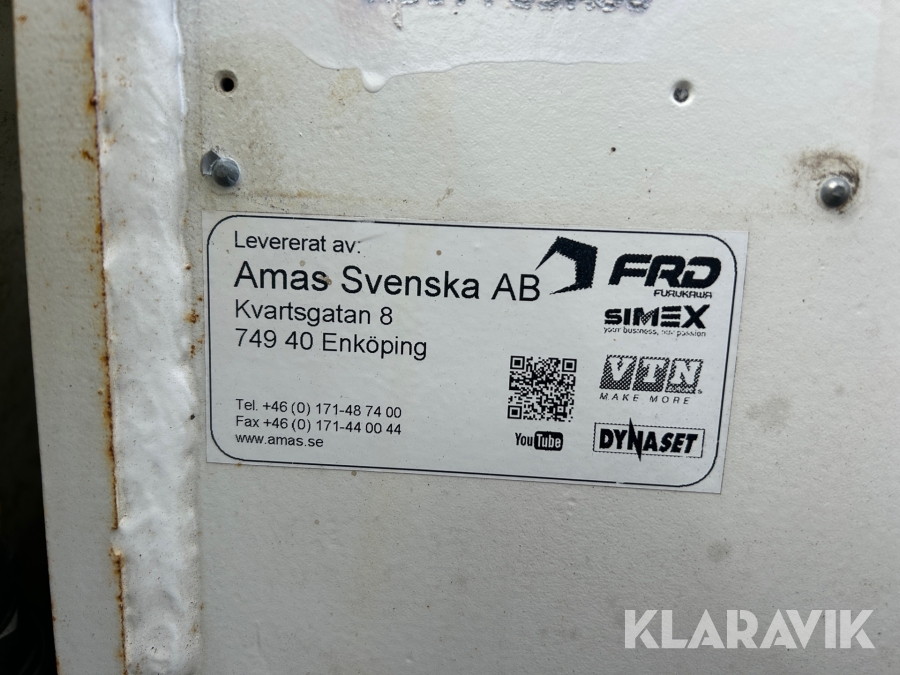 Levererat av:
Amas Svenska AB
Kvartsgatan 8
749 40 Enköping
Tel. +46 (0) 171-48 74 00
Fax +46 (0) 171-44 00 44
www.amas.se
FRD
FURUKAWA
SIMEX
your business, our passion
VTN
MAKE MORE
YouTube
DYNASET
KLARAVIK